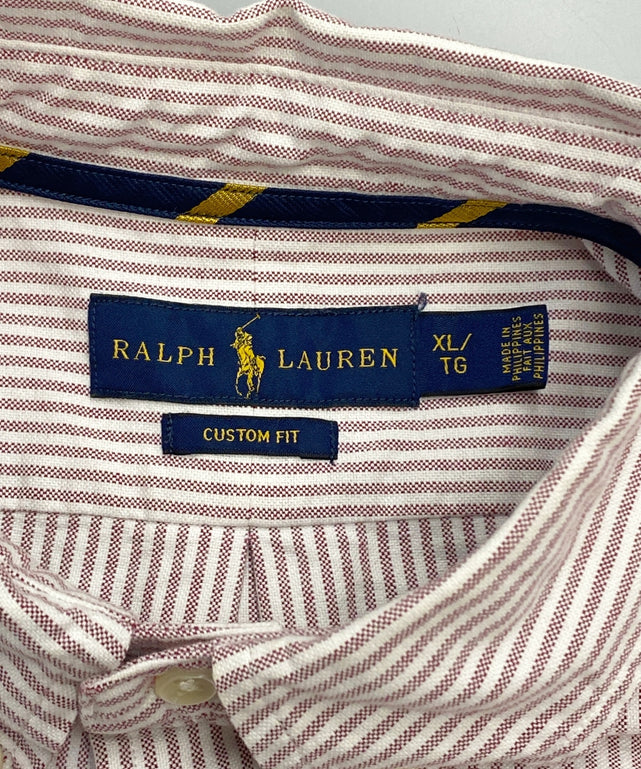 RALPH LAUREN
XL/
TG
MADE IN
PHILIPPINES
FAIT AUX
PHILIPPINES
CUSTOM FIT